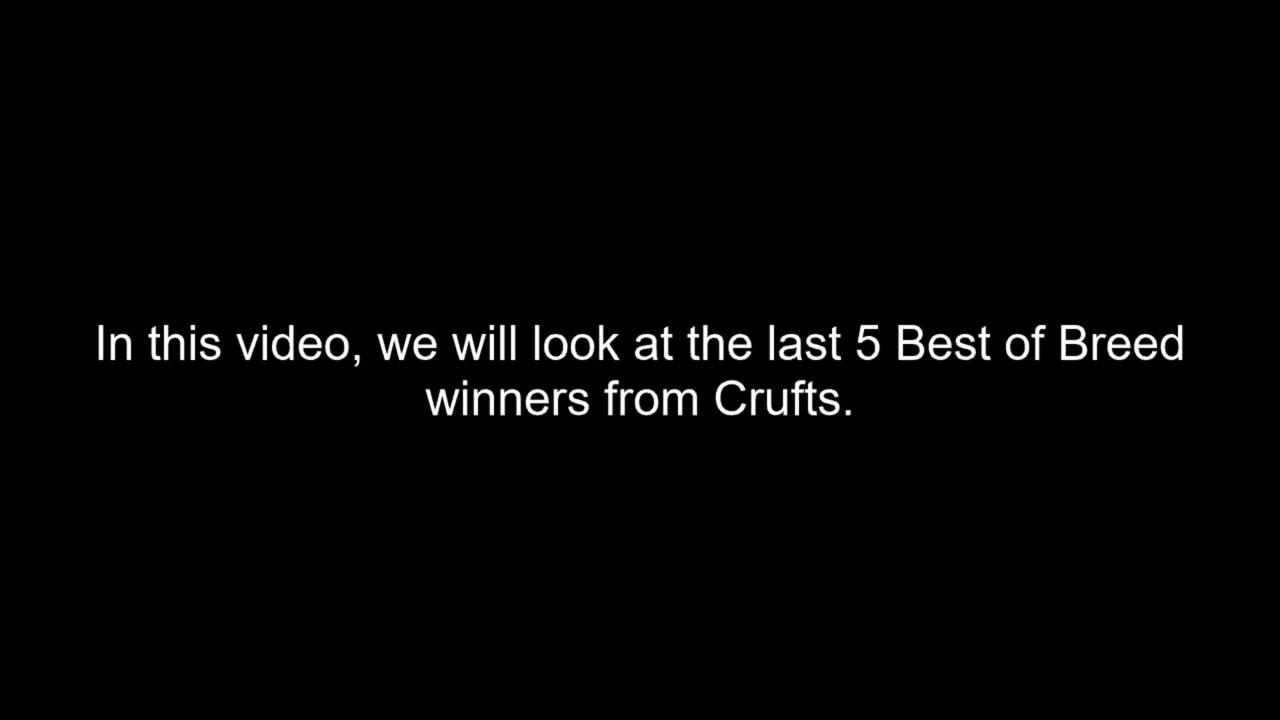 In this video, we will look at the last 5 Best of Breed
winners from Crufts.